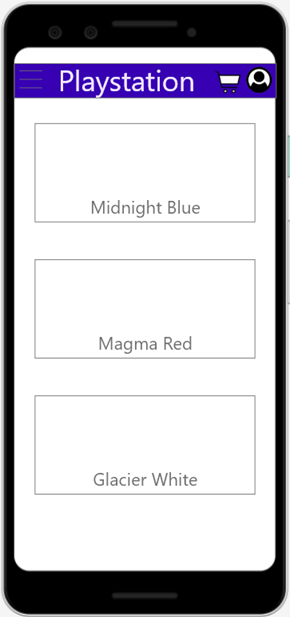 Playstation
Midnight Blue
Magma Red
Glacier White